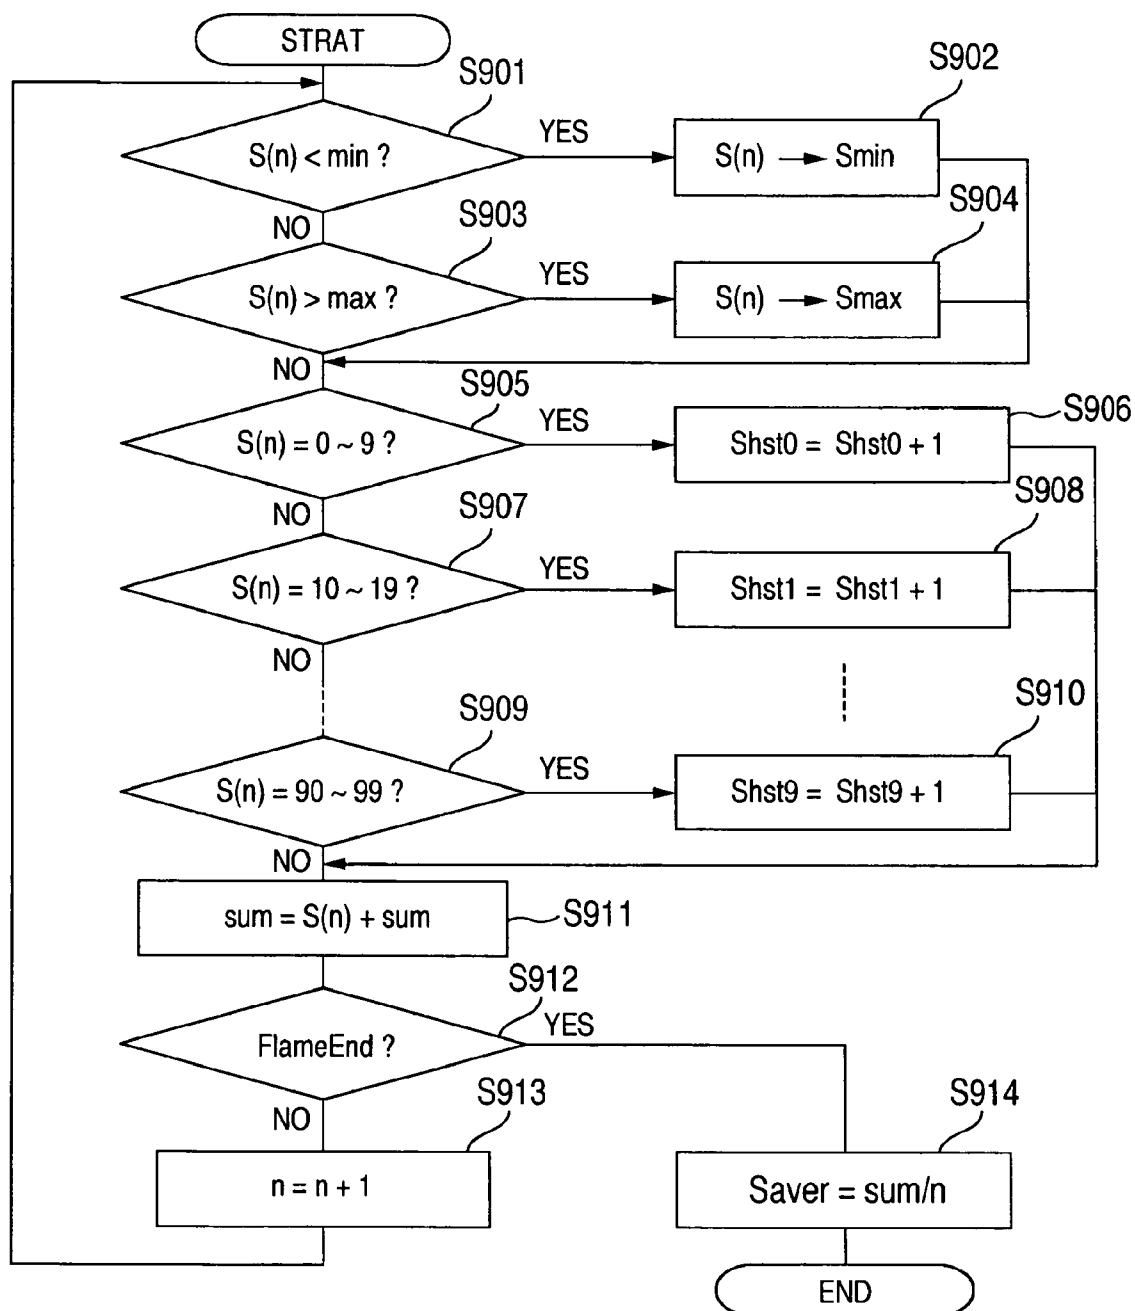 STRAT
S901
S(n) < min ?
YES
S902
S(n) → Smin
NO
S903
S(n) > max ?
YES
S904
S(n) → Smax
NO
S905
S(n) = 0 ~ 9 ?
YES
S906
Shst0 = Shst0 + 1
NO
S907
S(n) = 10 ~ 19 ?
YES
S908
Shst1 = Shst1 + 1
NO
S909
S(n) = 90 ~ 99 ?
YES
S910
Shst9 = Shst9 + 1
NO
sum = S(n) + sum
S911
S912
FlameEnd ?
YES
NO
S913
n = n + 1
S914
Saver = sum/n
END